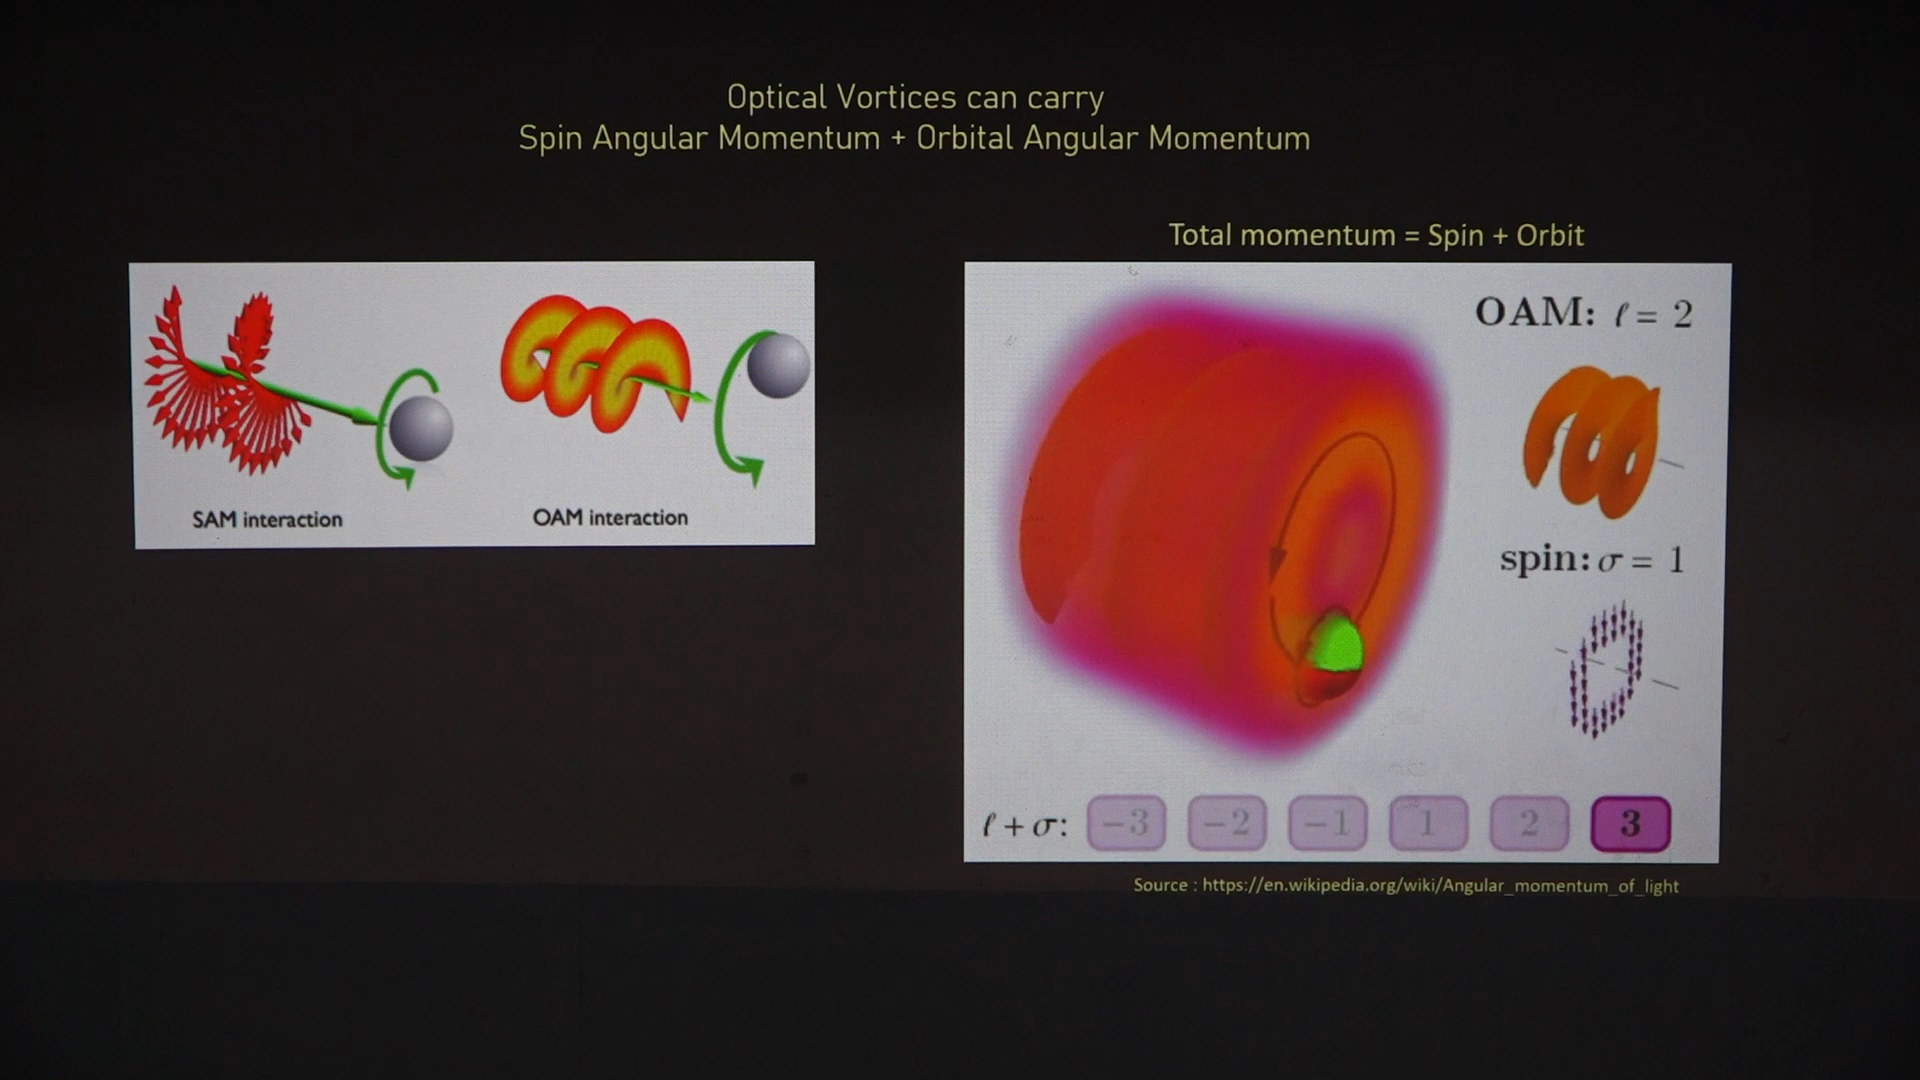 Optical Vortices can carry
Spin Angular Momentum + Orbital Angular Momentum
SAM interaction
OAM interaction
Total momentum = Spin + Orbit
OAM: ℓ = 2
spin: σ = 1
ℓ + σ: −3 −2 −1 1 2 3
Source : https://en.wikipedia.org/wiki/Angular_momentum_of_light